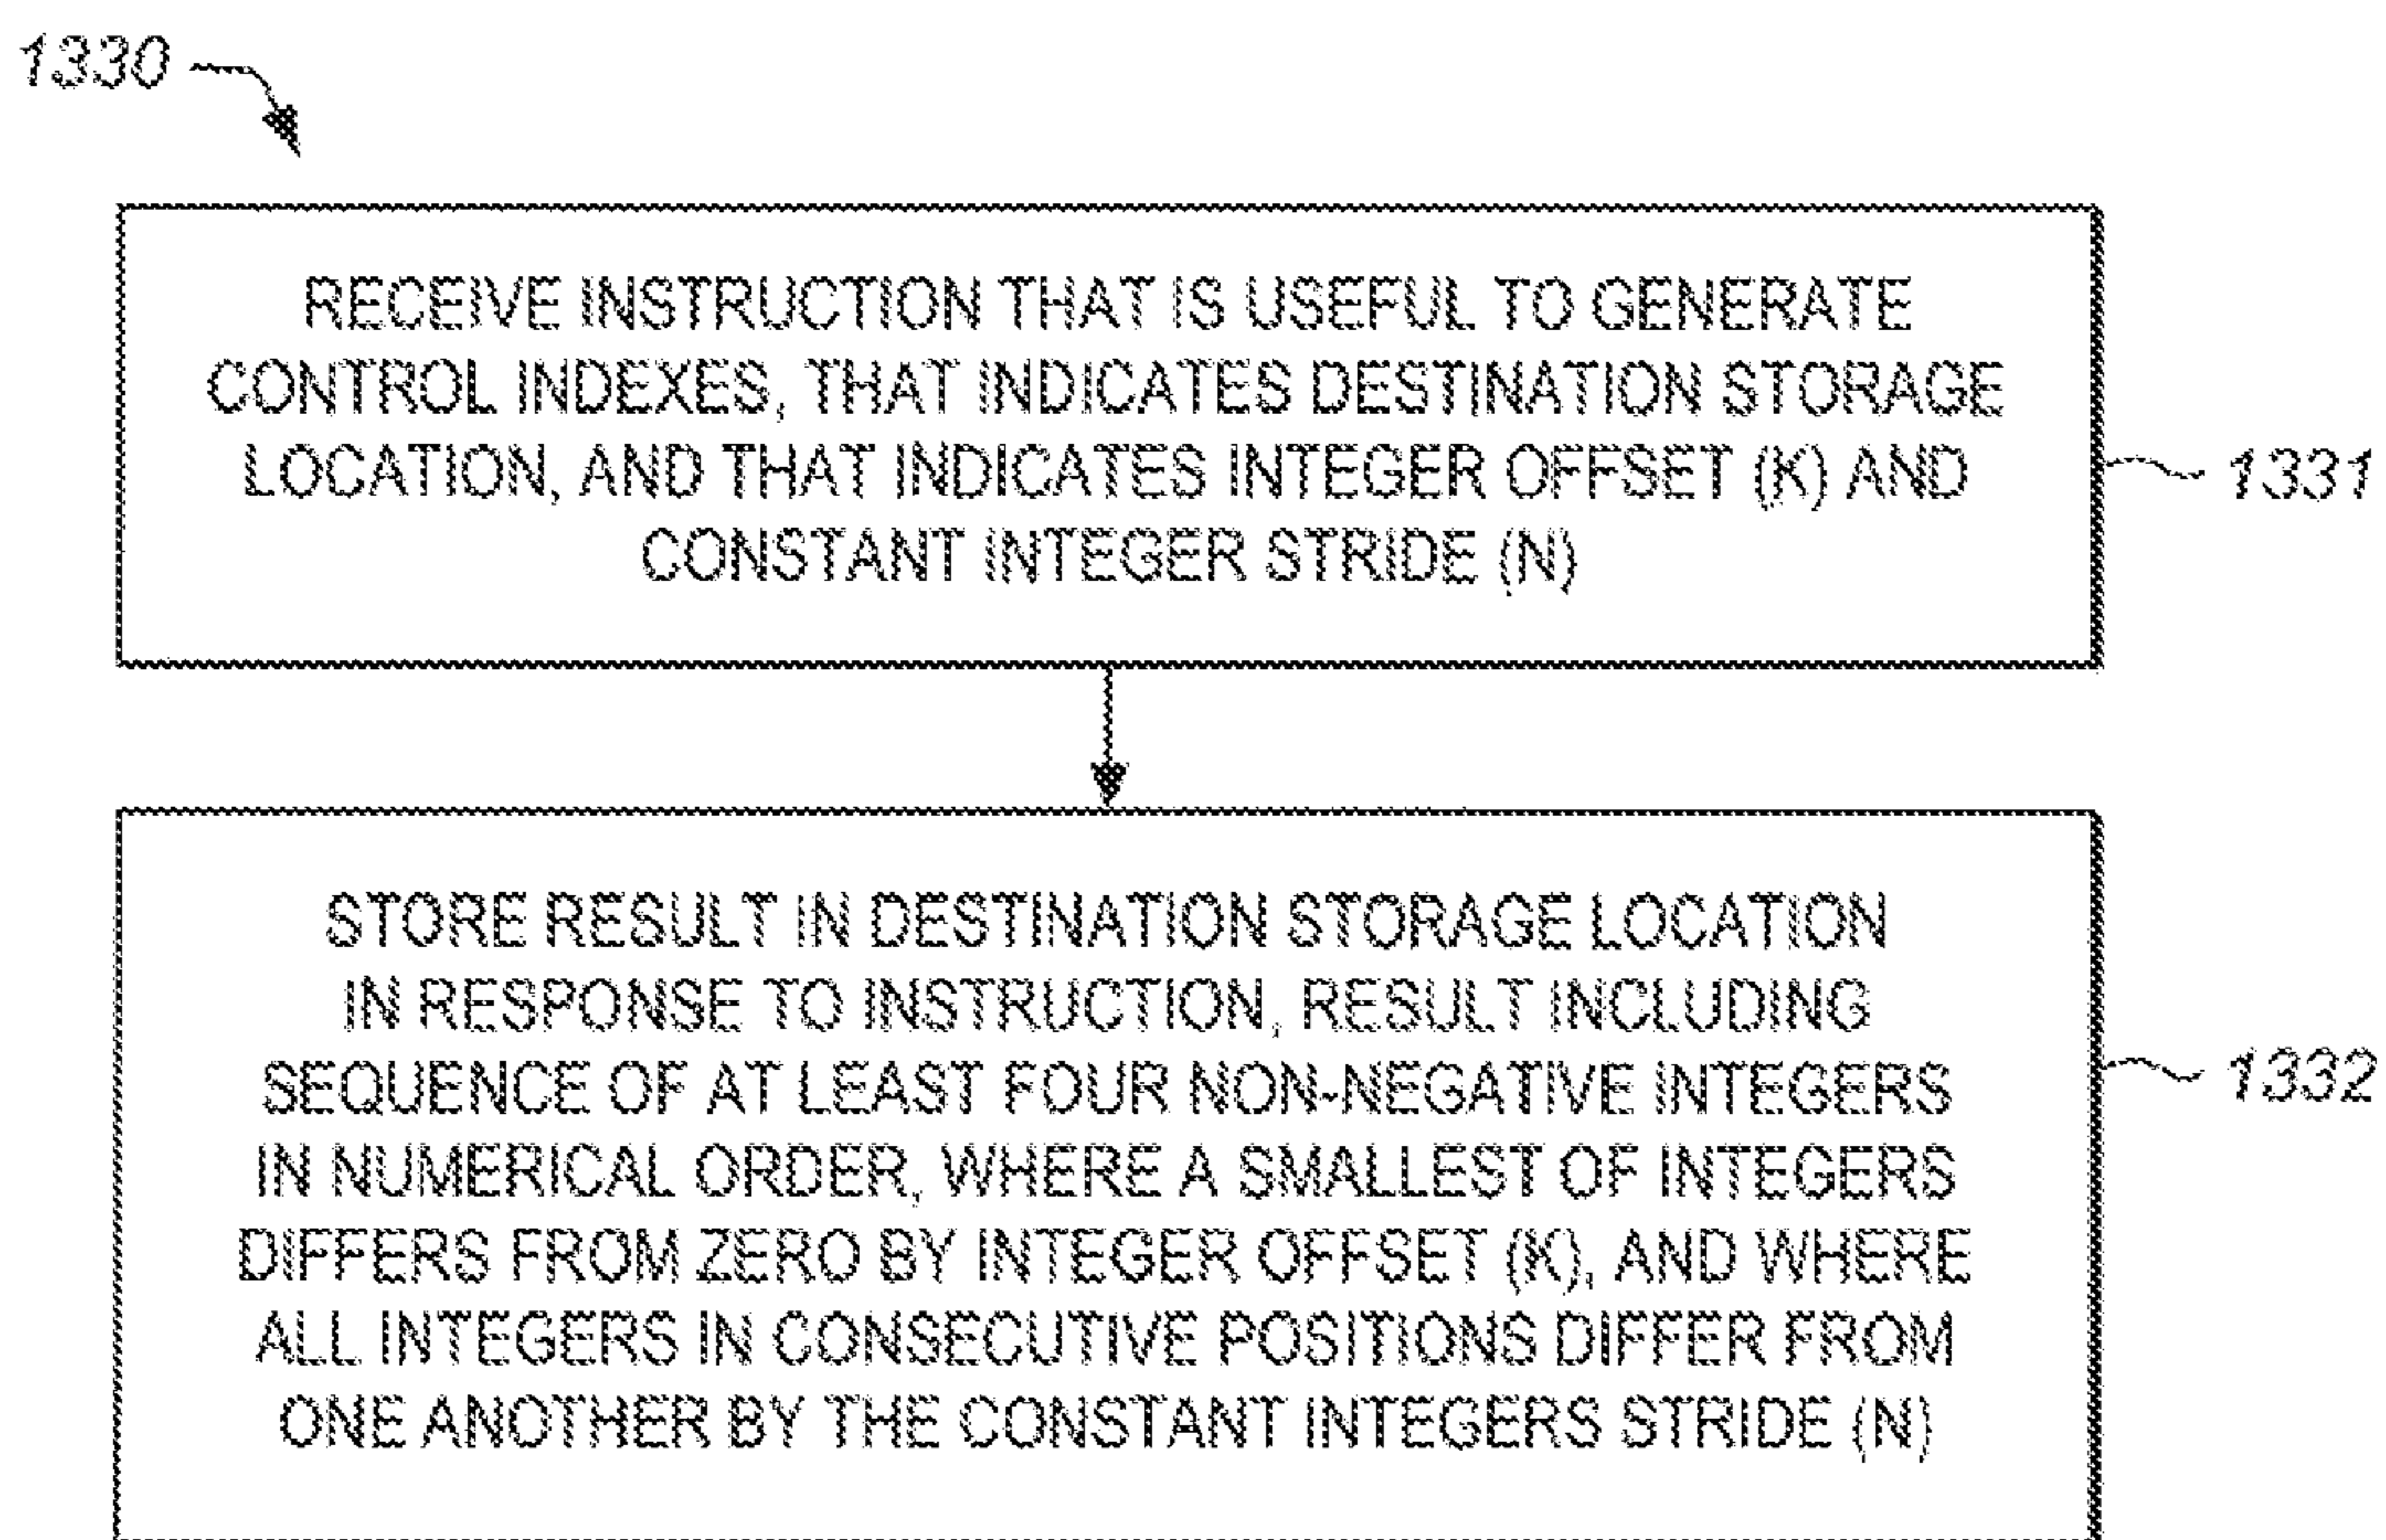 1330
RECEIVE INSTRUCTION THAT IS USEFUL TO GENERATE
CONTROL INDEXES, THAT INDICATES DESTINATION STORAGE
LOCATION, AND THAT INDICATES INTEGER OFFSET (K) AND
CONSTANT INTEGER STRIDE (N)
1331
STORE RESULT IN DESTINATION STORAGE LOCATION
IN RESPONSE TO INSTRUCTION, RESULT INCLUDING
SEQUENCE OF AT LEAST FOUR NON-NEGATIVE INTEGERS
IN NUMERICAL ORDER, WHERE A SMALLEST OF INTEGERS
DIFFERS FROM ZERO BY INTEGER OFFSET (K), AND WHERE
ALL INTEGERS IN CONSECUTIVE POSITIONS DIFFER FROM
ONE ANOTHER BY THE CONSTANT INTEGERS STRIDE (N)
1332